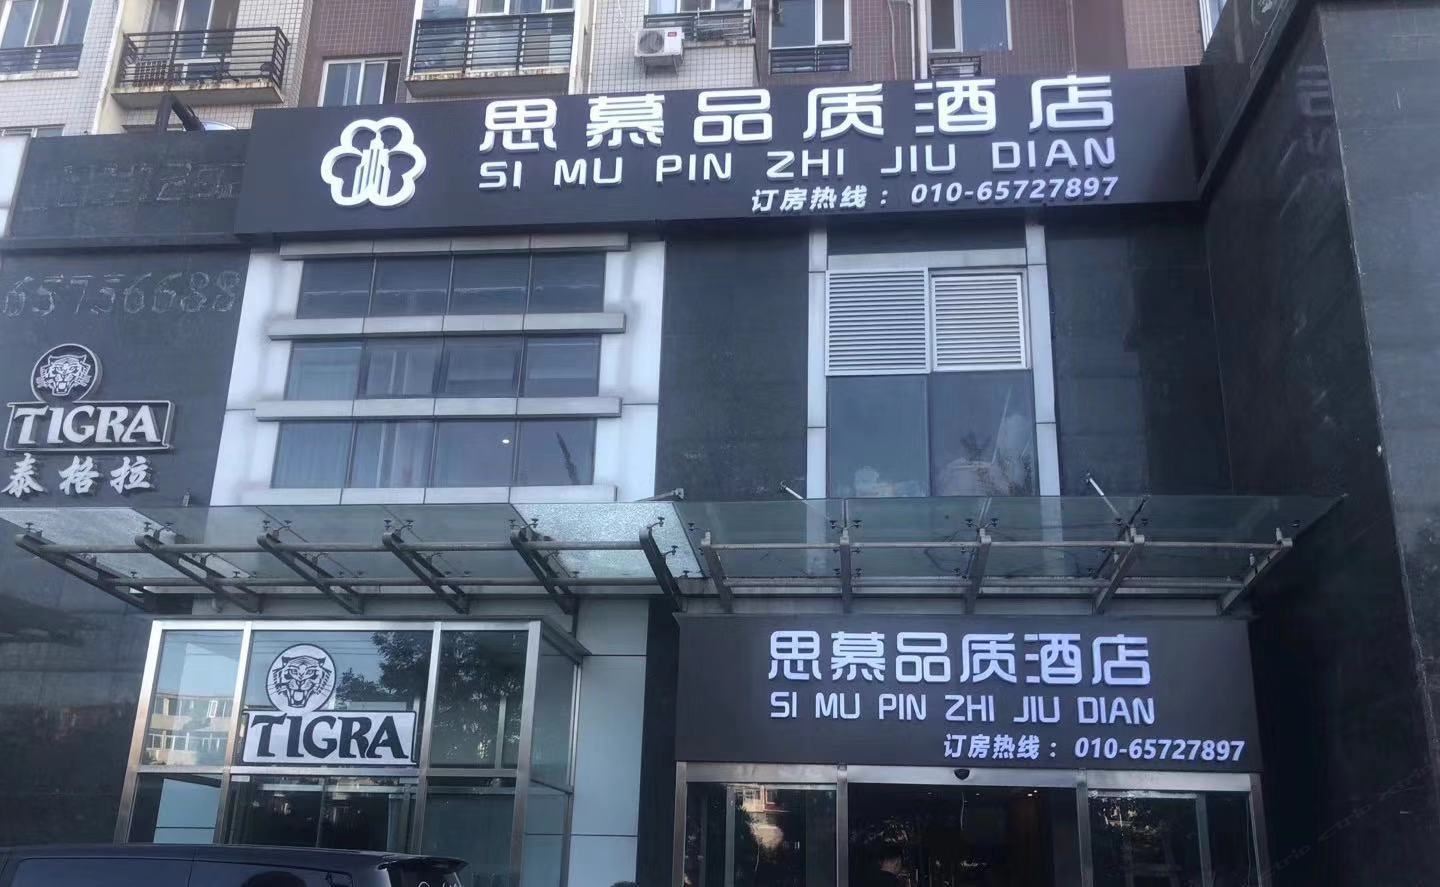 思慕品质酒店
SI MU PIN ZHI JIU DIAN
订房热线：010-65727897
65756688
TIGRA
泰格拉
TIGRA
思慕品质酒店
SI MU PIN ZHI JIU DIAN
订房热线：010-65727897